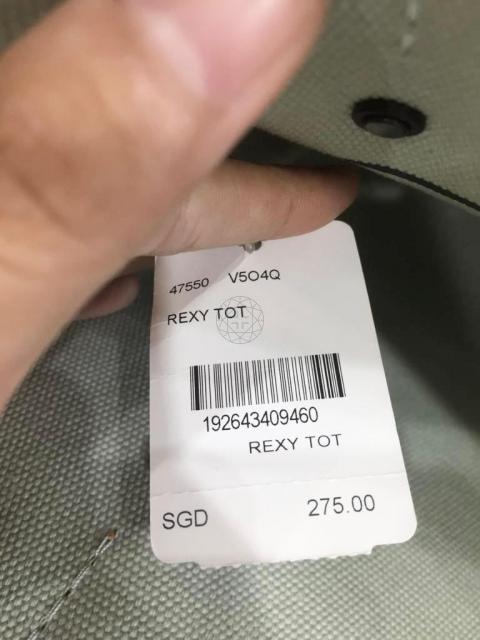 47550 V5O4Q
REXY TOT
192643409460
REXY TOT
SGD 275.00